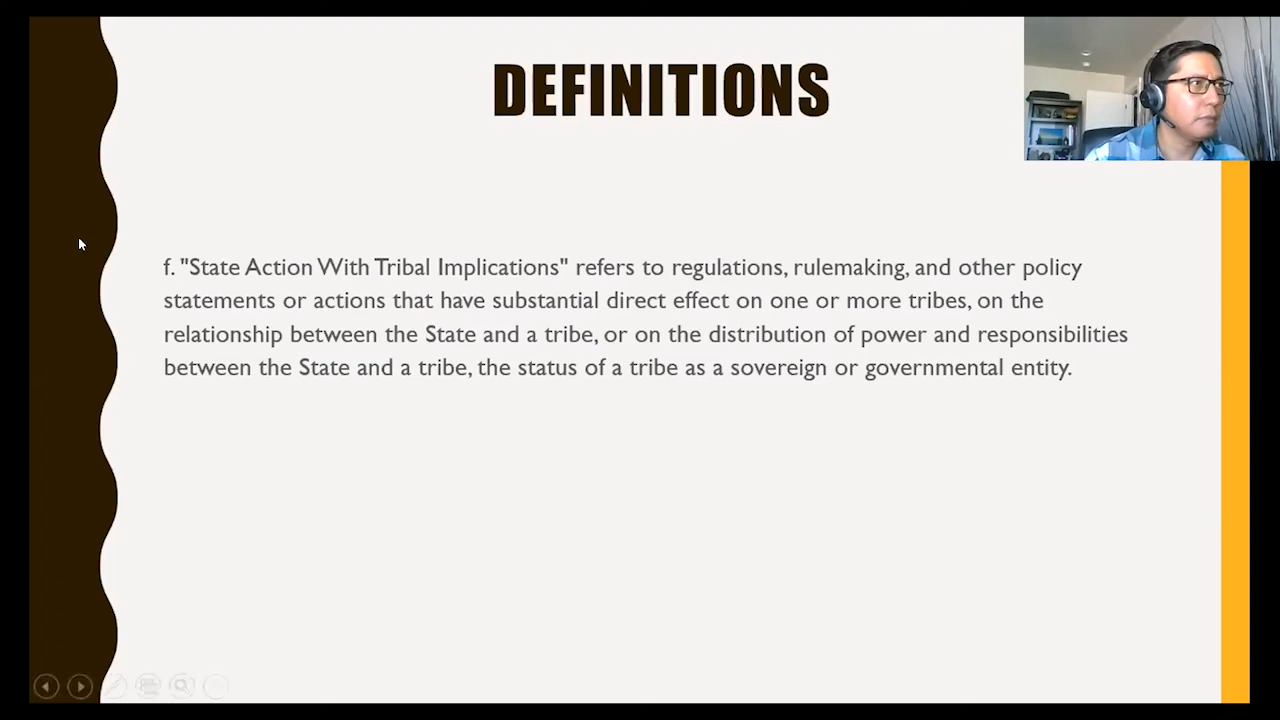 DEFINITIONS
f. "State Action With Tribal Implications" refers to regulations, rulemaking, and other policy
statements or actions that have substantial direct effect on one or more tribes, on the
relationship between the State and a tribe, or on the distribution of power and responsibilities
between the State and a tribe, the status of a tribe as a sovereign or governmental entity.